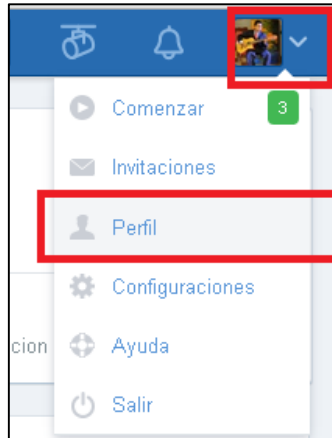 Comenzar 3
Invitaciones
Perfil
Configuraciones
cion Ayuda
Salir